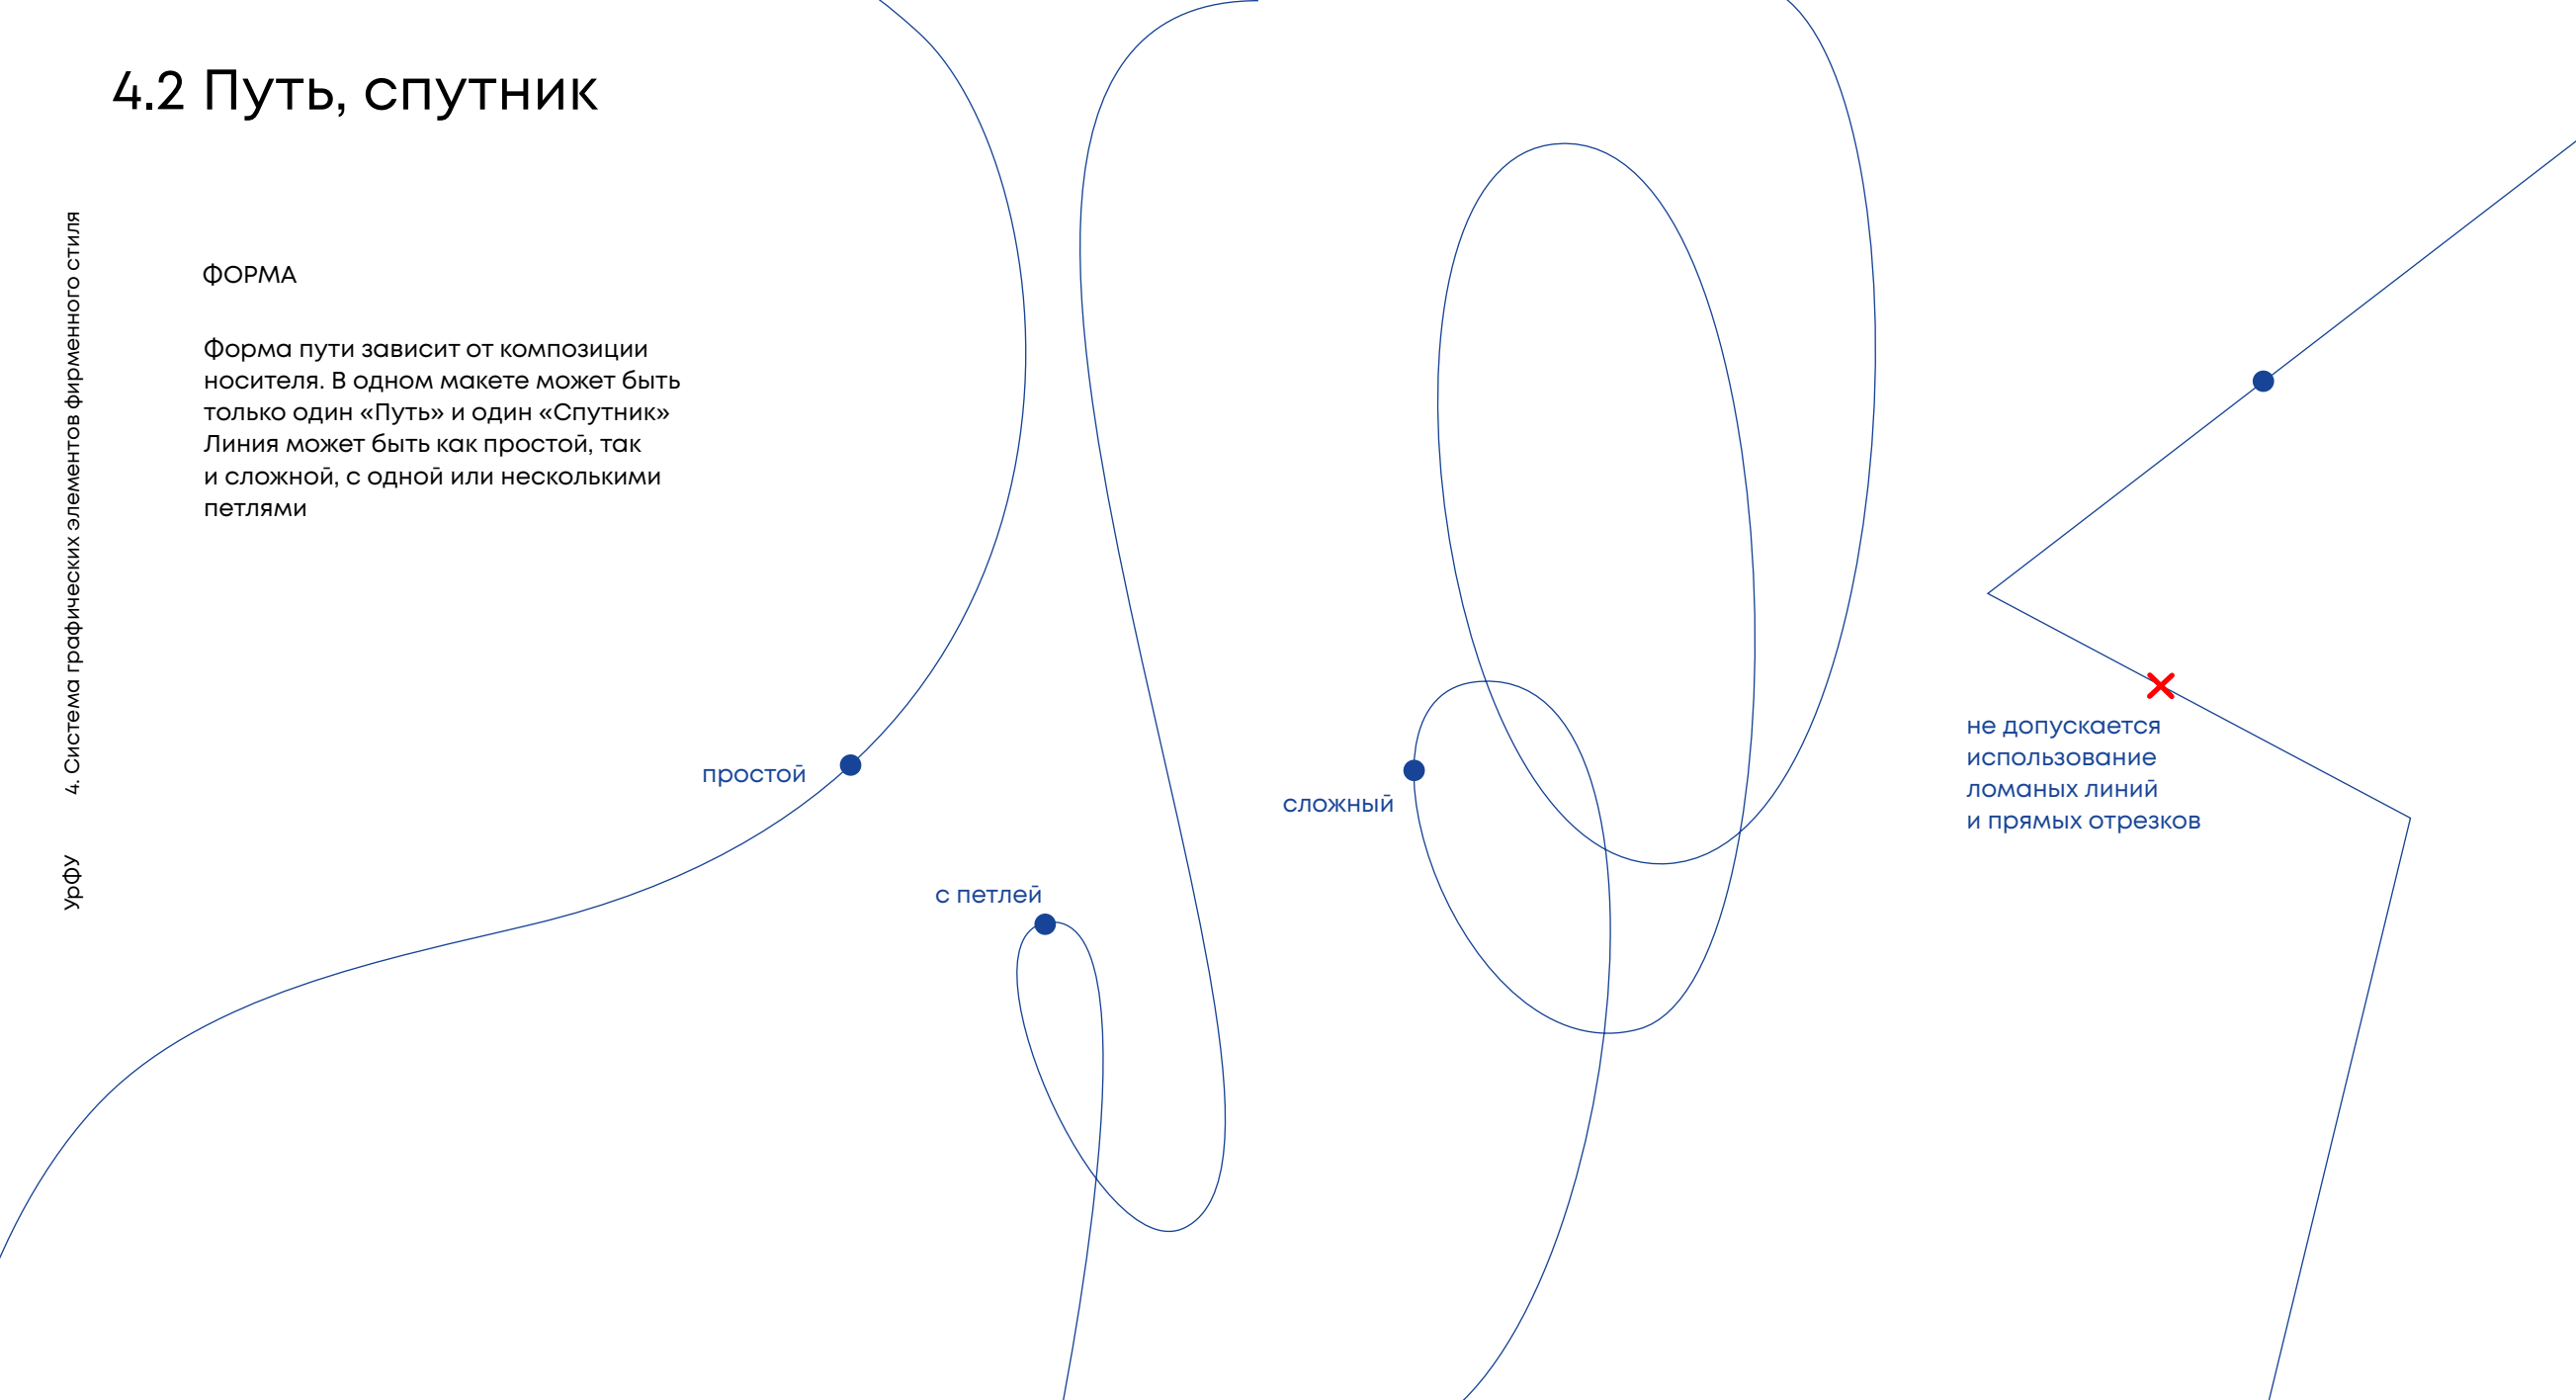 4.2 Путь, спутник
4. Система графических элементов фирменного стиля
УрФУ
ФОРМА
Форма пути зависит от композиции
носителя. В одном макете может быть
только один «Путь» и один «Спутник»
Линия может быть как простой, так
и сложной, с одной или несколькими
петлями
простой
с петлей
сложный
не допускается
использование
ломаных линий
и прямых отрезков